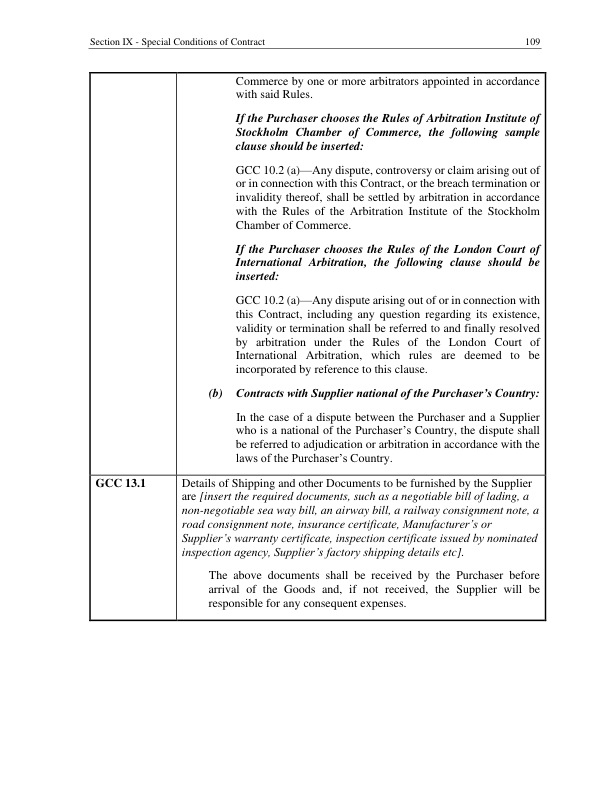 Section IX - Special Conditions of Contract 109
Commerce by one or more arbitrators appointed in accordance
with said Rules.
If the Purchaser chooses the Rules of Arbitration Institute of
Stockholm Chamber of Commerce, the following sample
clause should be inserted:
GCC 10.2 (a)—Any dispute, controversy or claim arising out of
or in connection with this Contract, or the breach termination or
invalidity thereof, shall be settled by arbitration in accordance
with the Rules of the Arbitration Institute of the Stockholm
Chamber of Commerce.
If the Purchaser chooses the Rules of the London Court of
International Arbitration, the following clause should be
inserted:
GCC 10.2 (a)—Any dispute arising out of or in connection with
this Contract, including any question regarding its existence,
validity or termination shall be referred to and finally resolved
by arbitration under the Rules of the London Court of
International Arbitration, which rules are deemed to be
incorporated by reference to this clause.
(b) Contracts with Supplier national of the Purchaser’s Country:
In the case of a dispute between the Purchaser and a Supplier
who is a national of the Purchaser’s Country, the dispute shall
be referred to adjudication or arbitration in accordance with the
laws of the Purchaser’s Country.
GCC 13.1 Details of Shipping and other Documents to be furnished by the Supplier
are [insert the required documents, such as a negotiable bill of lading, a
non-negotiable sea way bill, an airway bill, a railway consignment note, a
road consignment note, insurance certificate, Manufacturer’s or
Supplier’s warranty certificate, inspection certificate issued by nominated
inspection agency, Supplier’s factory shipping details etc].
The above documents shall be received by the Purchaser before
arrival of the Goods and, if not received, the Supplier will be
responsible for any consequent expenses.